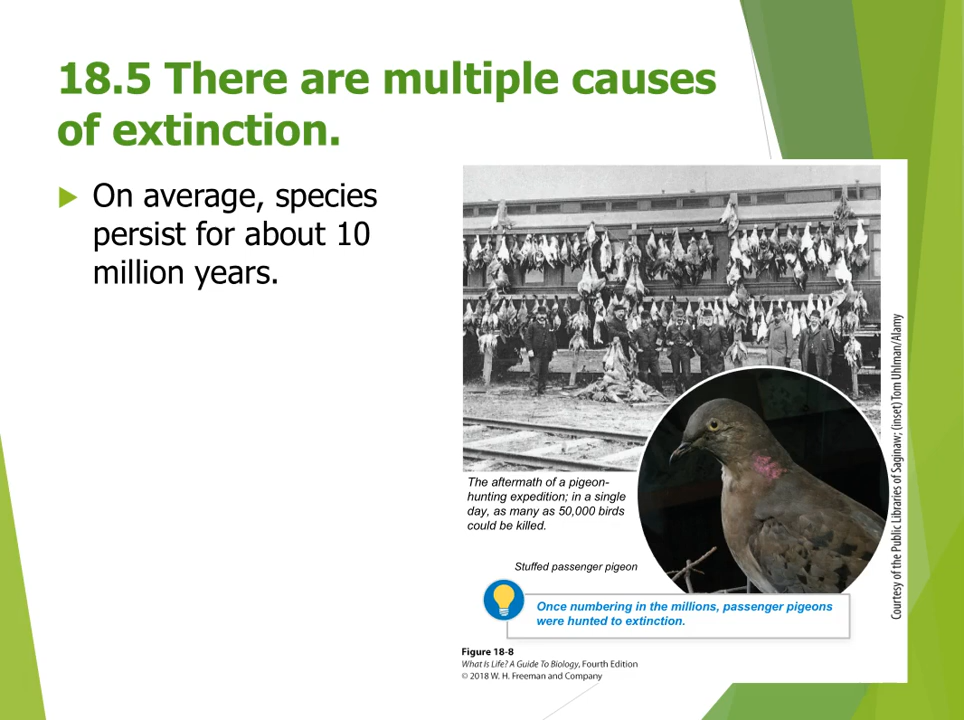 18.5 There are multiple causes
of extinction.
On average, species
persist for about 10
million years.
The aftermath of a pigeon-
hunting expedition; in a single
day, as many as 50,000 birds
could be killed.
Stuffed passenger pigeon
Once numbering in the millions, passenger pigeons
were hunted to extinction.
Courtesy of the Public Libraries of Saginaw; (inset) Tom Uhlman/Alamy
Figure 18-8
What Is Life? A Guide To Biology, Fourth Edition
© 2018 W. H. Freeman and Company